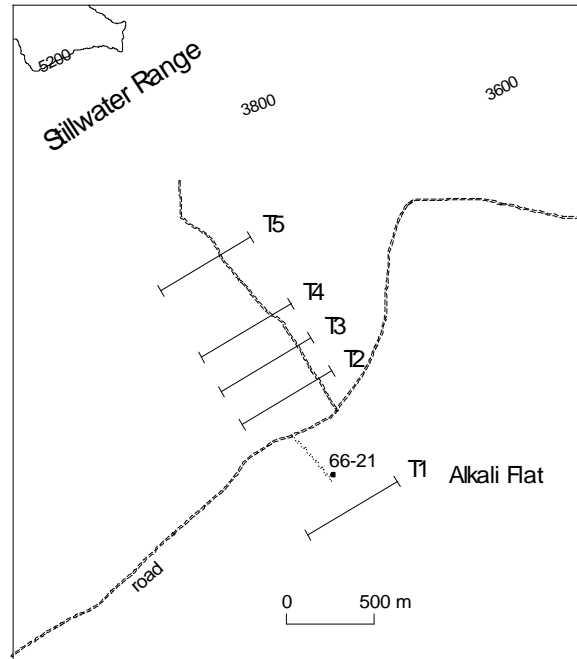 5200
Stillwater Range
3800
3600
T5
T4
T3
T2
66-21
T1
Alkali Flat
road
0 500 m